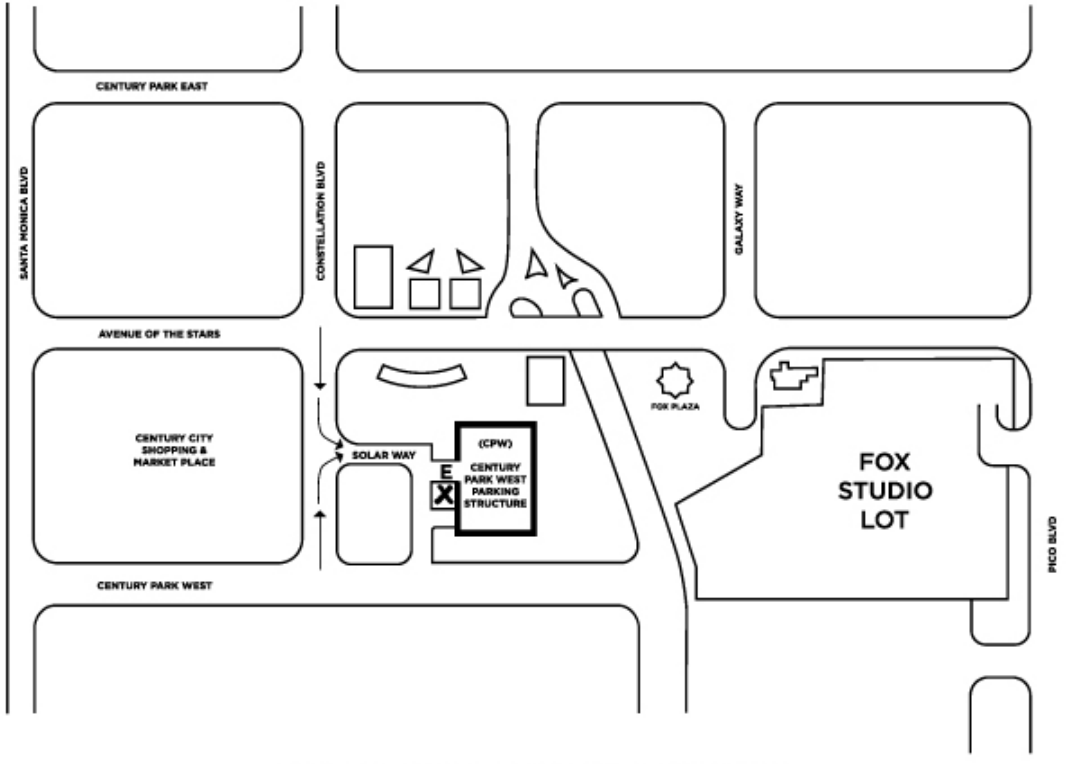 CENTURY PARK EAST
SANTA MONICA BLVD
CONSTELLATION BLVD
GALAXY WAY
AVENUE OF THE STARS
FOX PLAZA
CENTURY CITY
SHOPPING &
MARKET PLACE
SOLAR WAY
(CPW)
CENTURY
PARK WEST
PARKING
STRUCTURE
E
X
FOX
STUDIO
LOT
PICO BLVD
CENTURY PARK WEST